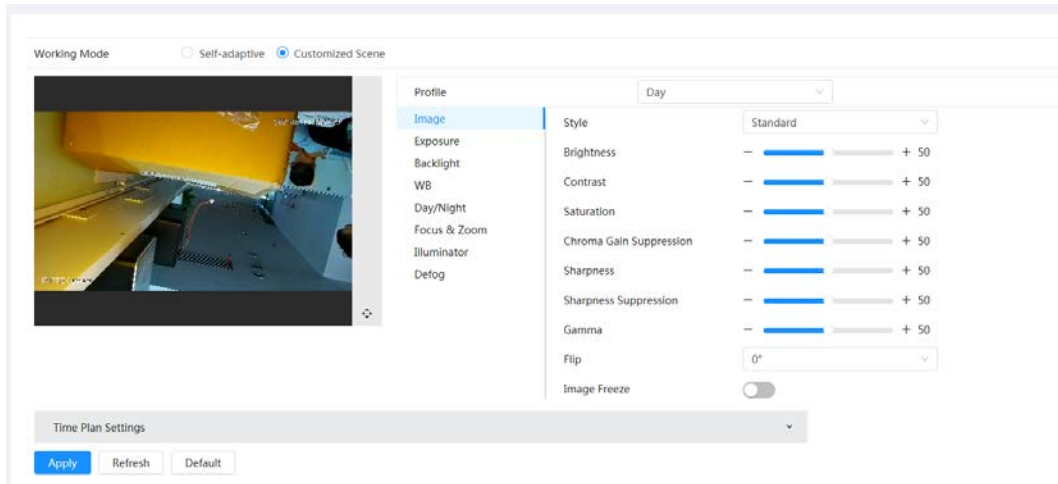 Working Mode Self-adaptive Customized Scene
Profile Day
Image
Exposure
Backlight
WB
Day/Night
Focus & Zoom
Illuminator
Defog
Style Standard
Brightness − + 50
Contrast − + 50
Saturation − + 50
Chroma Gain Suppression − + 50
Sharpness − + 50
Sharpness Suppression − + 50
Gamma − + 50
Flip 0°
Image Freeze
Time Plan Settings
Apply Refresh Default